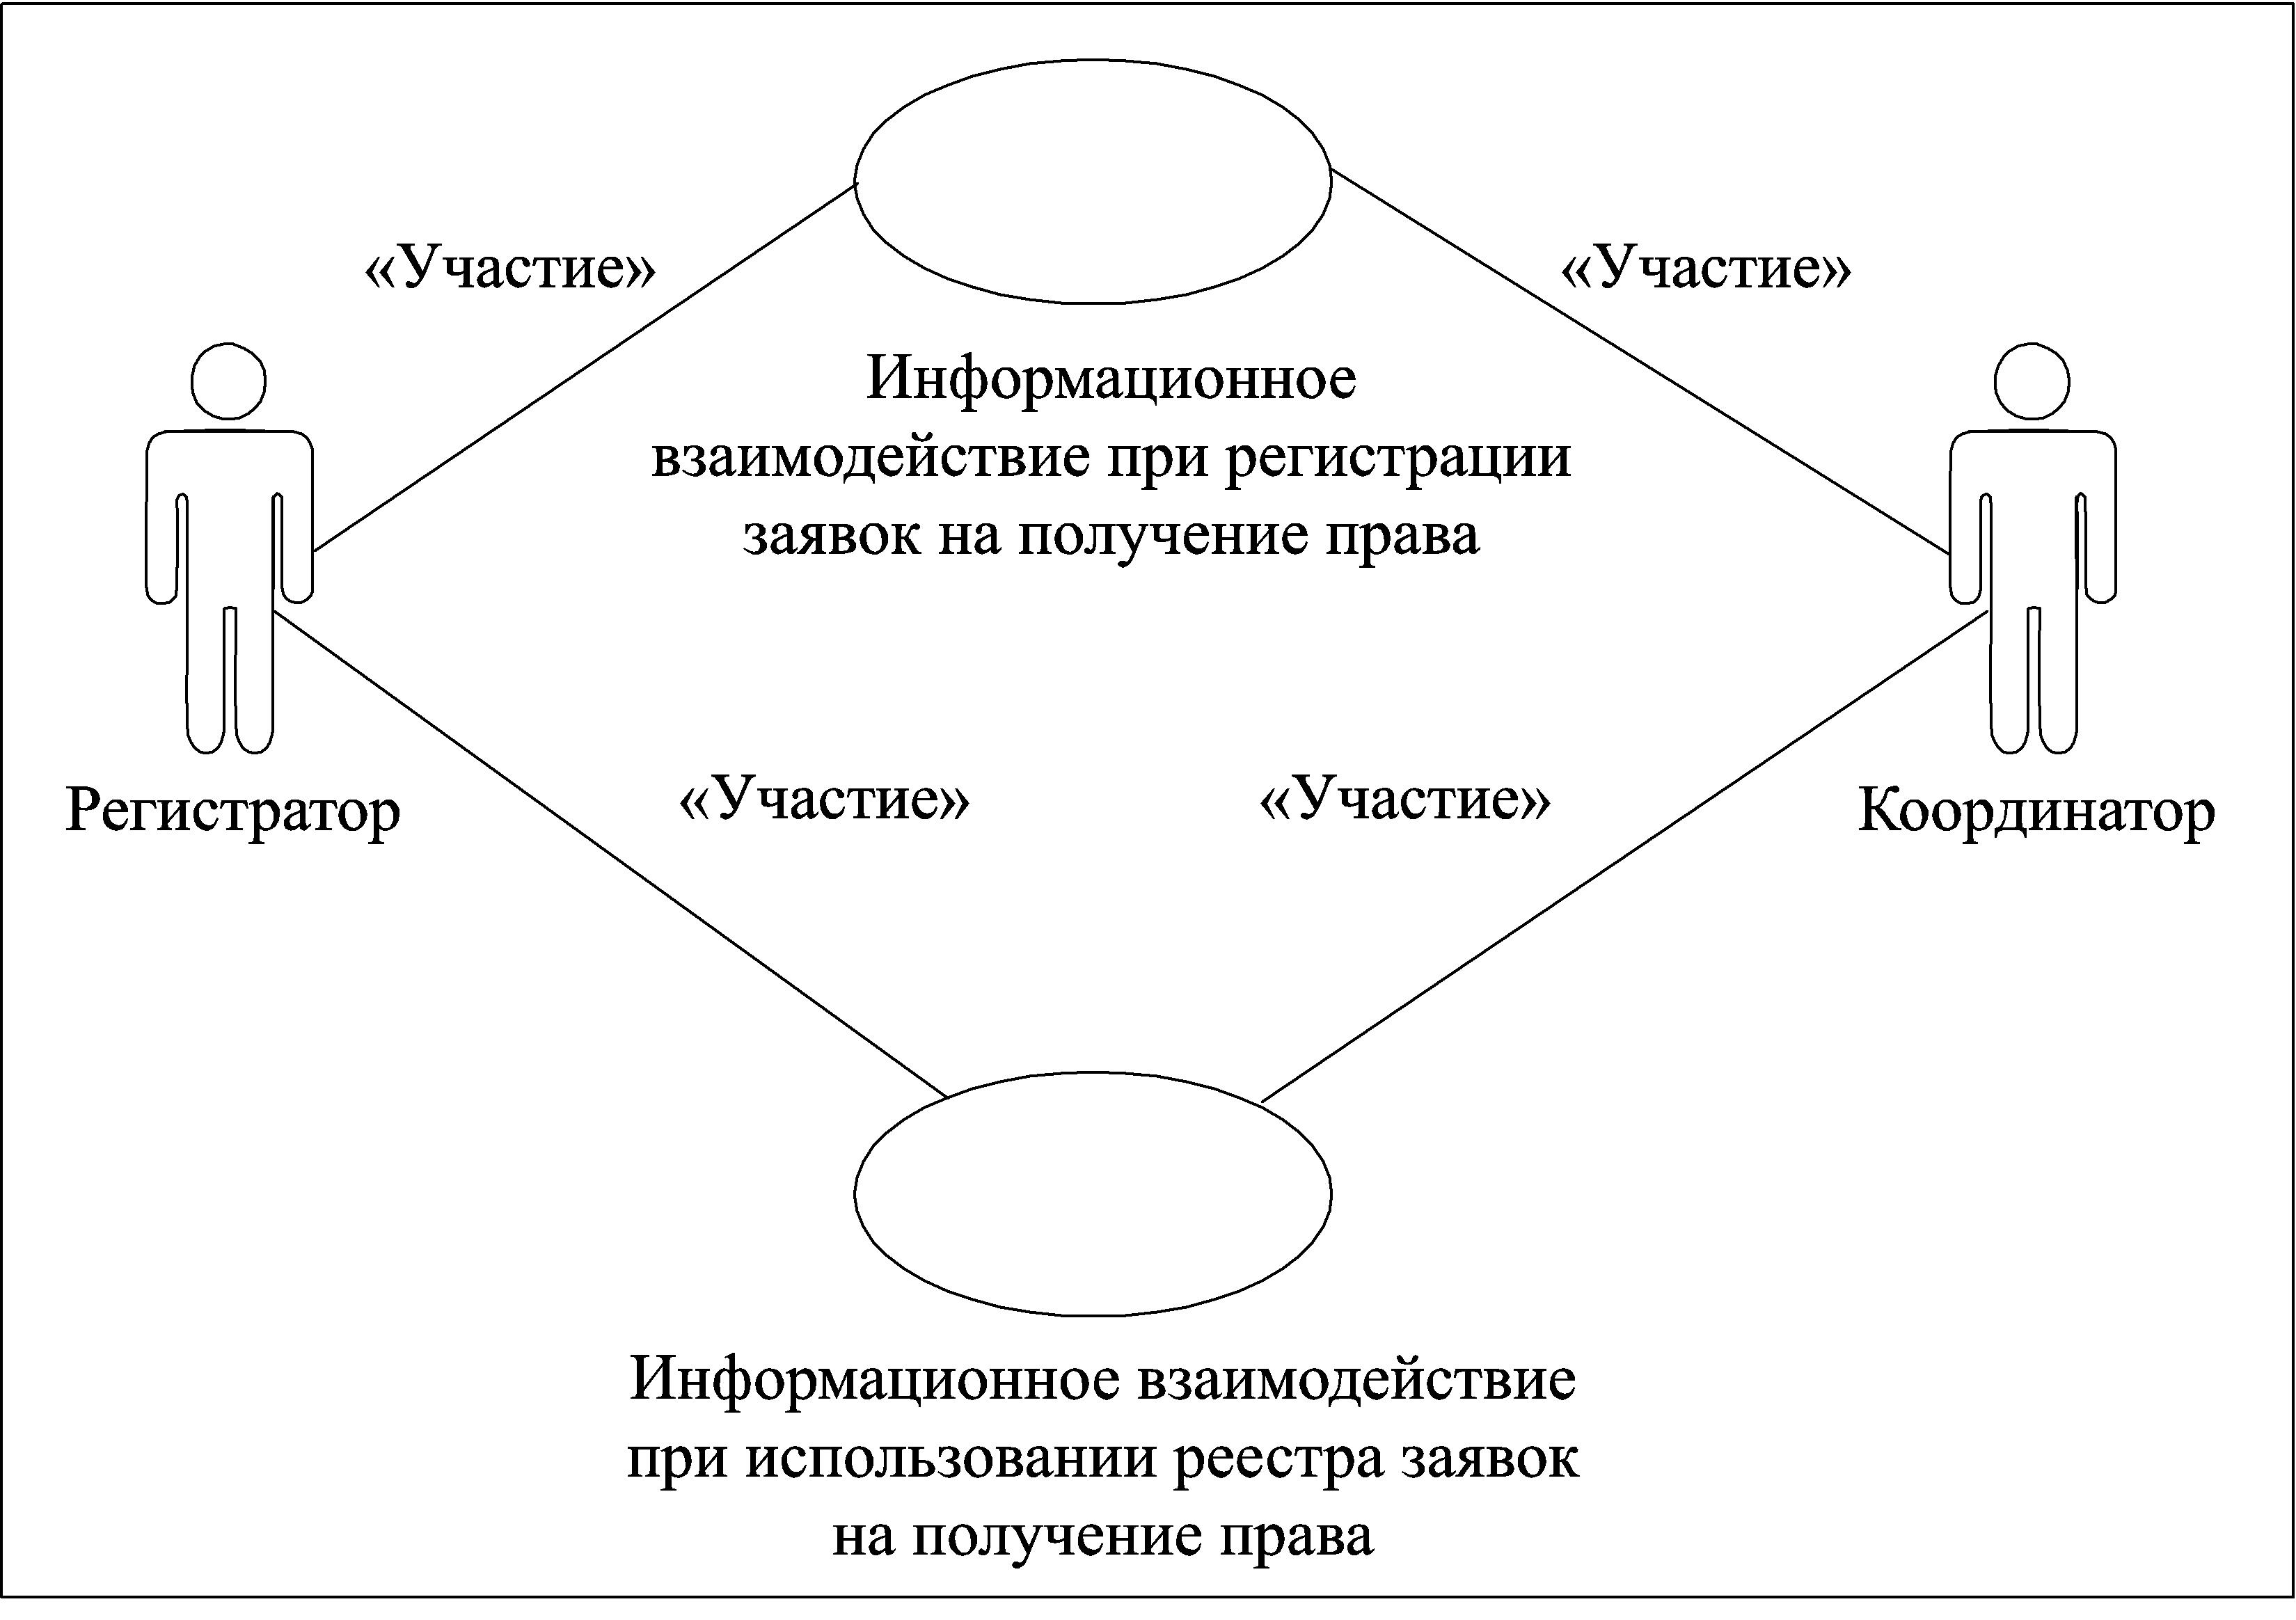 «Участие»
«Участие»
Информационное
взаимодействие при регистрации
заявок на получение права
Регистратор
«Участие»
«Участие»
Координатор
Информационное взаимодействие
при использовании реестра заявок
на получение права